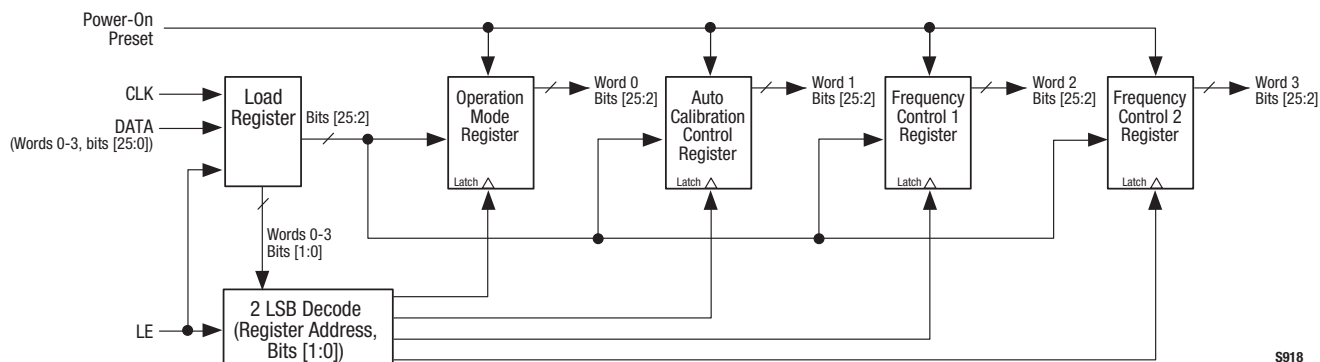 Power-On
Preset
CLK
DATA
(Words 0-3, bits [25:0])
Load
Register
Bits [25:2]
Operation
Mode
Register
Latch
Word 0
Bits [25:2]
Auto
Calibration
Control
Register
Latch
Word 1
Bits [25:2]
Frequency
Control 1
Register
Latch
Word 2
Bits [25:2]
Frequency
Control 2
Register
Latch
Word 3
Bits [25:2]
Words 0-3
Bits [1:0]
LE
2 LSB Decode
(Register Address,
Bits [1:0])
S918